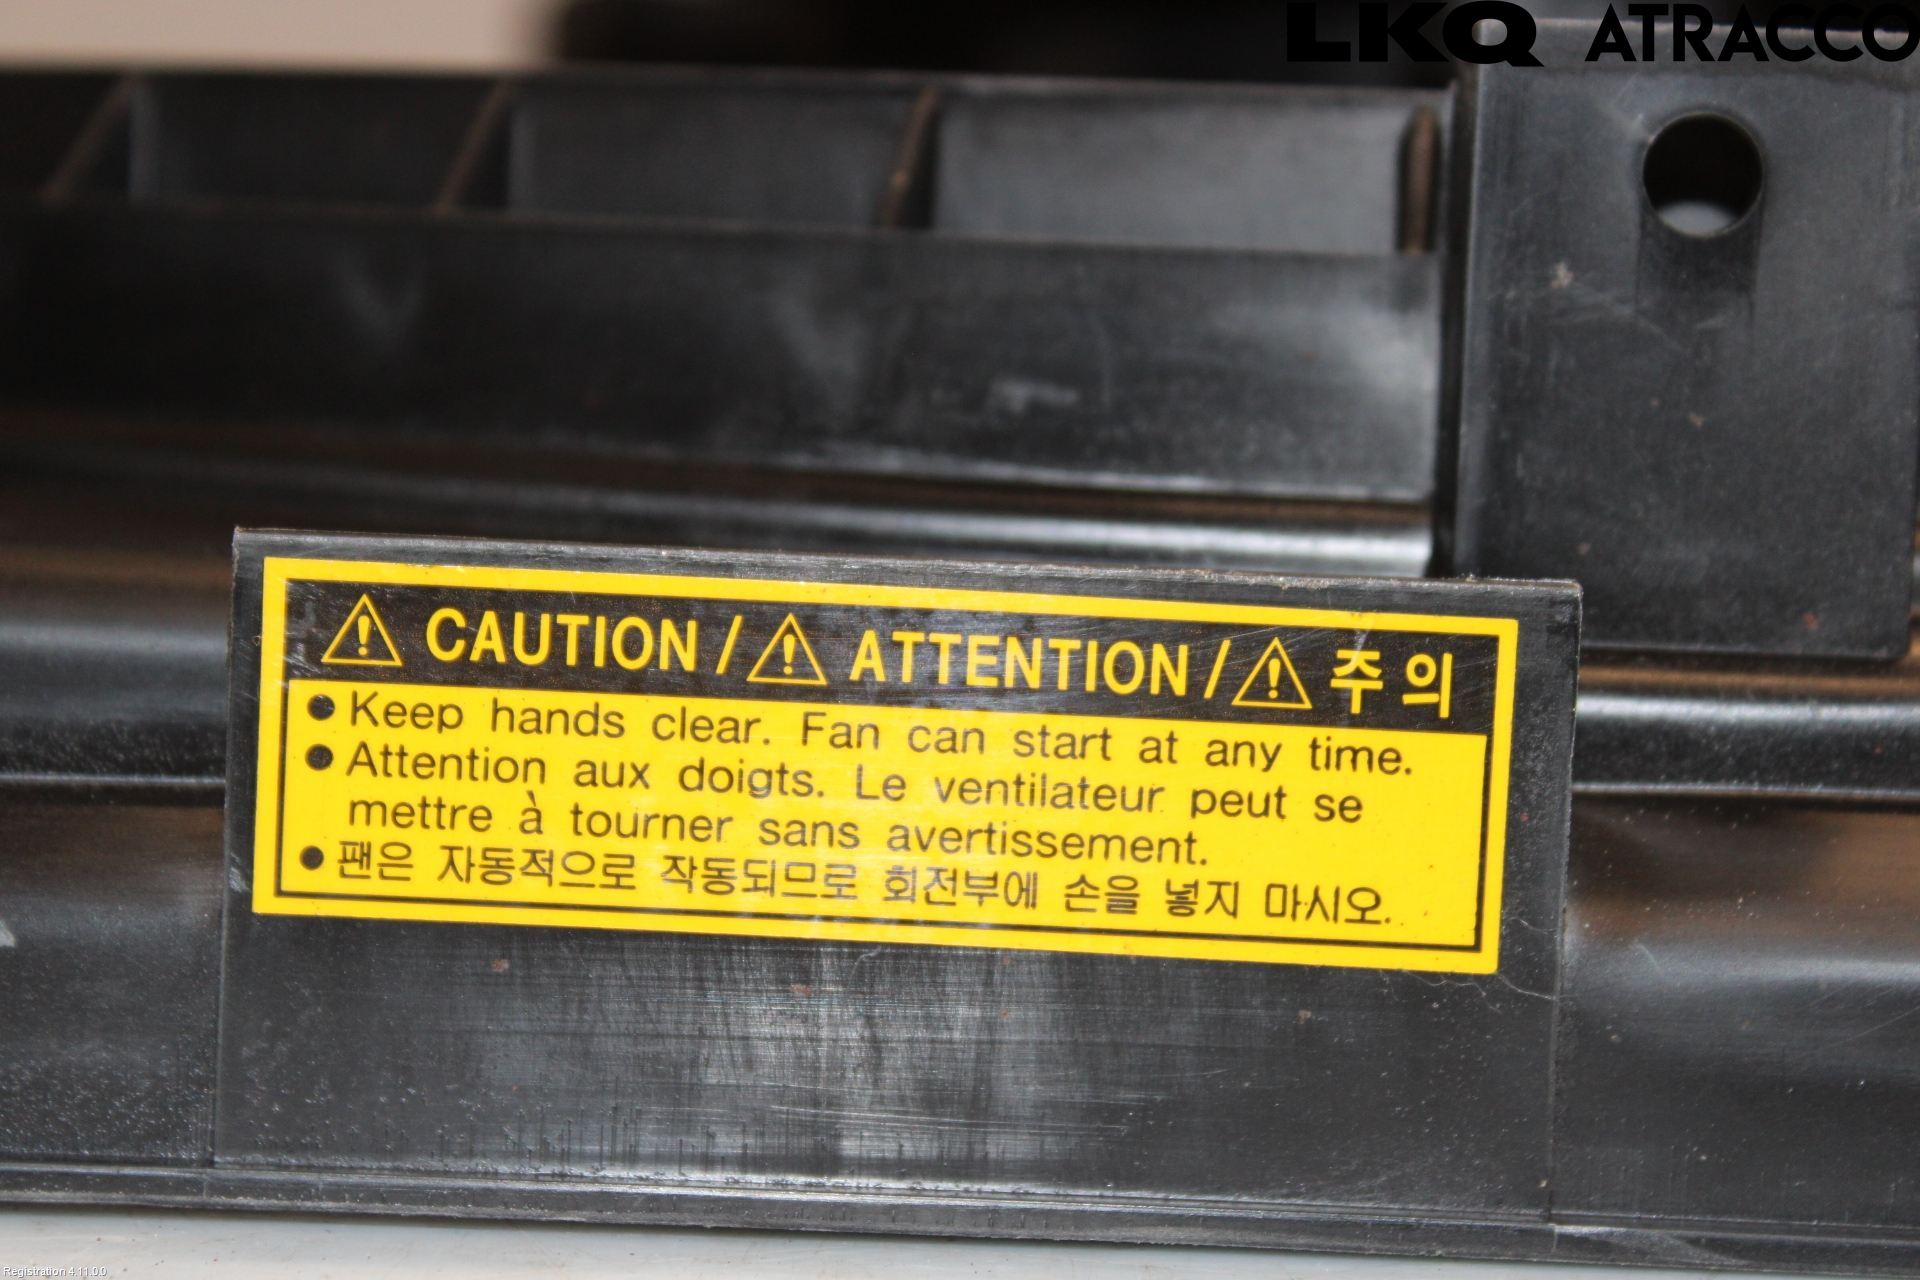 LKQ ATRACCO
⚠ CAUTION / ⚠ ATTENTION / ⚠ 주의
● Keep hands clear. Fan can start at any time.
● Attention aux doigts. Le ventilateur peut se
mettre à tourner sans avertissement.
● 팬은 자동적으로 작동되므로 회전부에 손을 넣지 마시오.
Registration 4.11.0.0